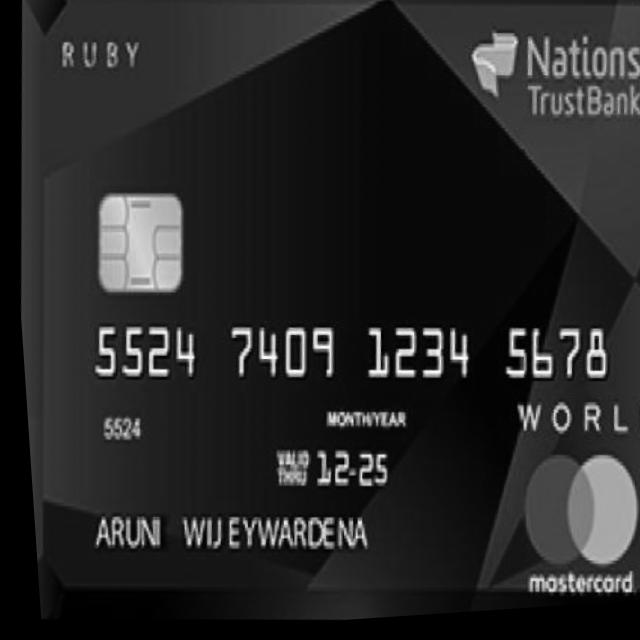 RUBY
Nations
TrustBank
5524 7409 1234 5678
5524
MONTH/YEAR
WORL
VALID
THRU 12-25
ARUNI WIJEYWARDENA
mastercard